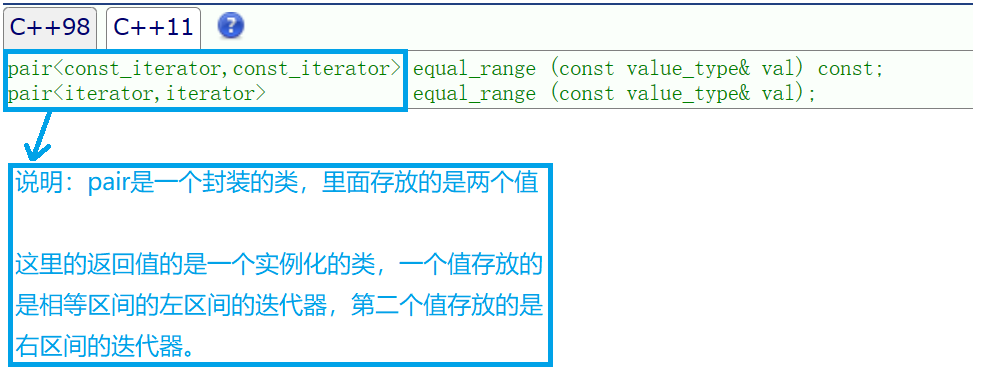 C++98 C++11 ?
pair<const_iterator,const_iterator> equal_range (const value_type& val) const;
pair<iterator,iterator> equal_range (const value_type& val);
说明：pair是一个封装的类，里面存放的是两个值
这里的返回值的是一个实例化的类，一个值存放的
是相等区间的左区间的迭代器，第二个值存放的是
右区间的迭代器。